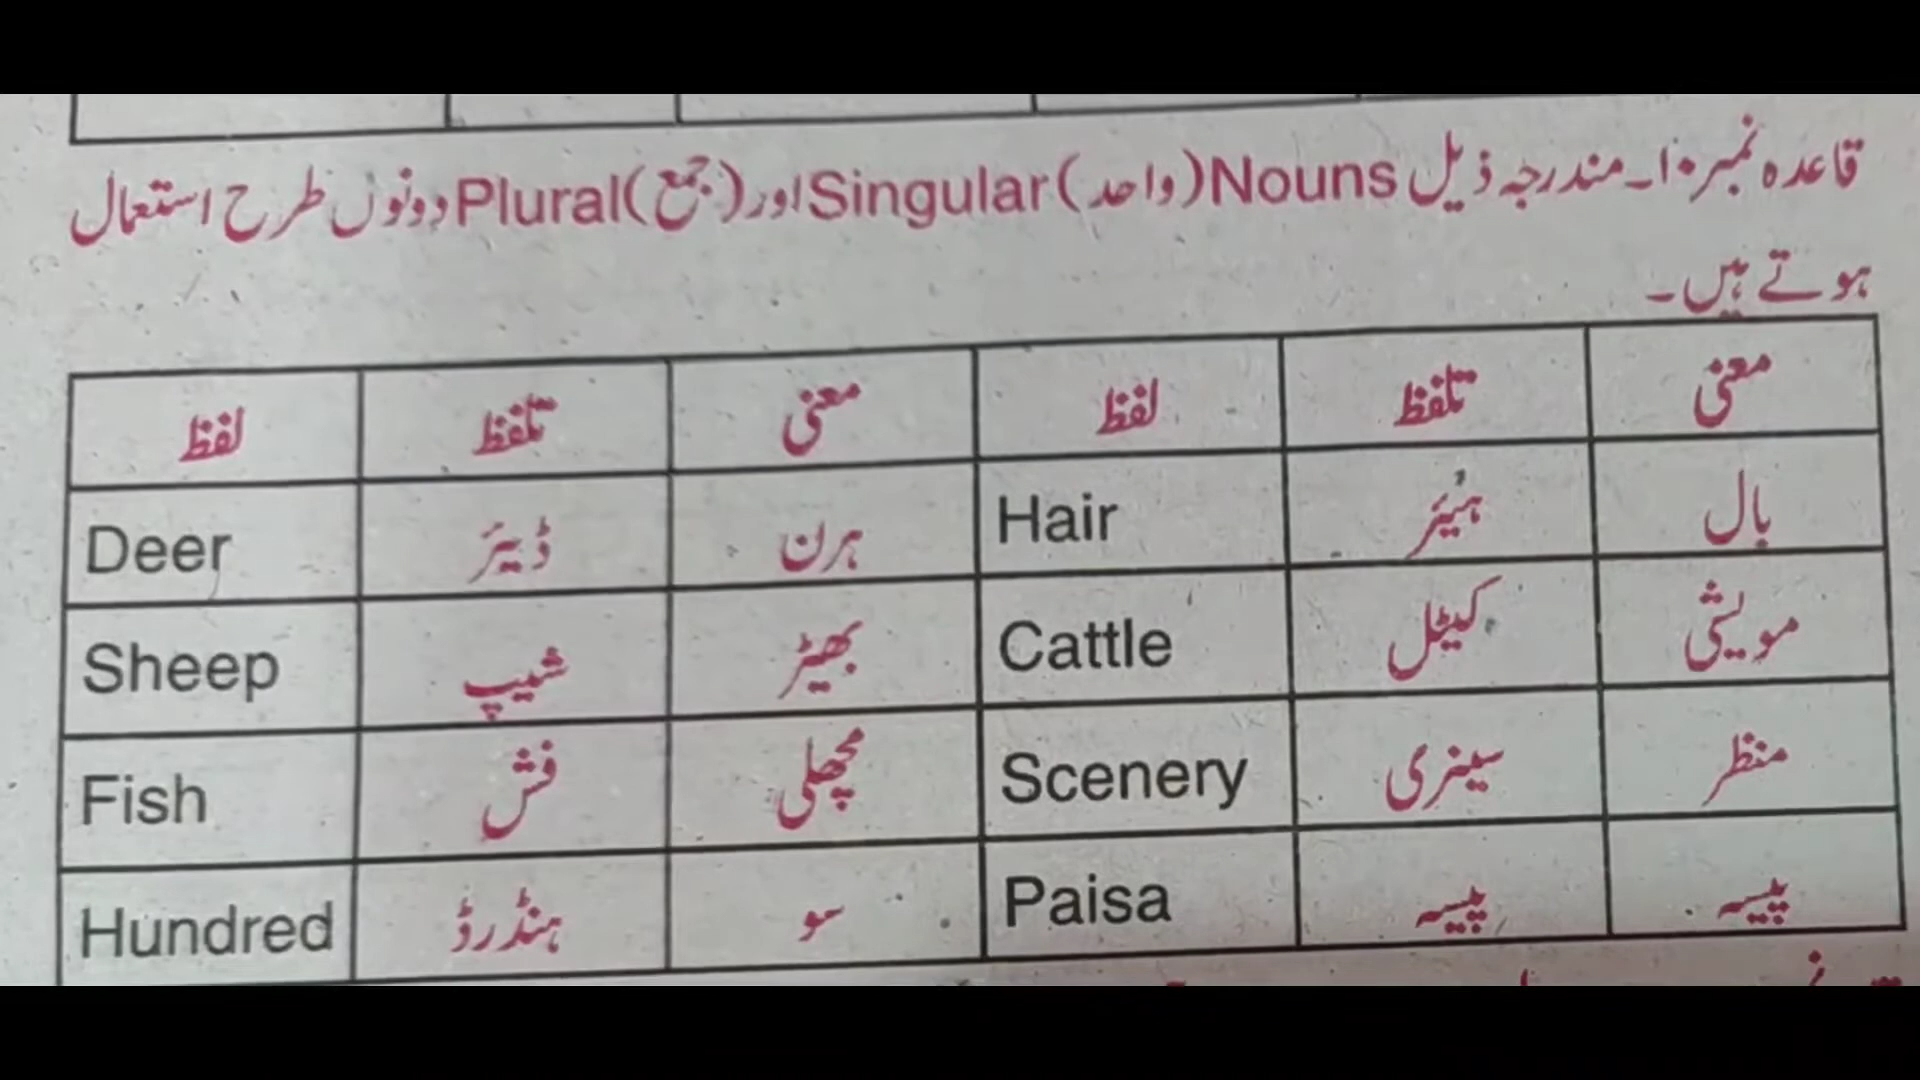 قاعدہ نمبر ۱۰۔ مندرجہ ذیل Nouns (واحد) Singular اور (جمع) Plural دونوں طرح استعمال
ہوتے ہیں۔
لفظ تلفظ معنی لفظ تلفظ معنی
Deer ڈیئر ہرن Hair ہیئر بال
Sheep شیپ بھیڑ Cattle کیٹل مویشی
Fish فش مچھلی Scenery سینری منظر
Hundred ہنڈرڈ سو Paisa پیسہ پیسہ